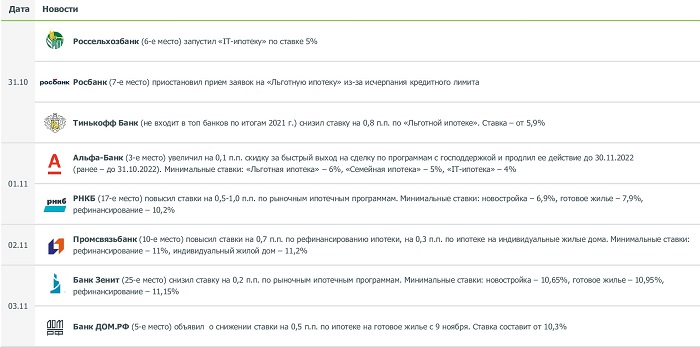 Дата Новости
Россельхозбанк (6-е место) запустил «IT-ипотеку» по ставке 5%
31.10
росбанк Росбанк (7-е место) приостановил прием заявок на «Льготную ипотеку» из-за исчерпания кредитного лимита
Тинькофф Банк (не входит в топ банков по итогам 2021 г.) снизил ставку на 0,8 п.п. по «Льготной ипотеке». Ставка – от 5,9%
Альфа-Банк (3-е место) увеличил на 0,1 п.п. скидку за быстрый выход на сделку по программам с господдержкой и продлил ее действие до 30.11.2022
(ранее – до 31.10.2022). Минимальные ставки: «Льготная ипотека» – 6%, «Семейная ипотека» – 5%, «IT-ипотека» – 4%
01.11
РНКБ (17-е место) повысил ставки на 0,5-1,0 п.п. по рыночным ипотечным программам. Минимальные ставки: новостройка – 6,9%, готовое жилье – 7,9%,
рнкб
рефинансирование – 10,2%
02.11
Промсвязьбанк (10-е место) повысил ставки на 0,7 п.п. по рефинансированию ипотеки, на 0,3 п.п. по ипотеке на индивидуальные жилые дома. Минимальные ставки:
рефинансирование – 11%, индивидуальный жилой дом – 11,2%
Банк Зенит (25-е место) снизил ставку на 0,2 п.п. по рыночным ипотечным программам. Минимальные ставки: новостройка – 10,65%, готовое жилье – 10,95%,
рефинансирование – 11,15%
03.11
ДОМ
РФ
Банк ДОМ.РФ (5-е место) объявил о снижении ставки на 0,5 п.п. по ипотеке на готовое жилье с 9 ноября. Ставка составит от 10,3%